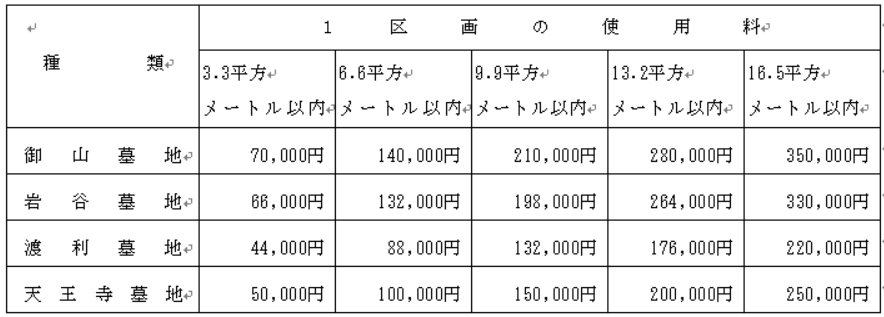 1区画の使用料
種類
3.3平方メートル以内 6.6平方メートル以内 9.9平方メートル以内 13.2平方メートル以内 16.5平方メートル以内
御山墓地 70,000円 140,000円 210,000円 280,000円 350,000円
岩谷墓地 66,000円 132,000円 198,000円 264,000円 330,000円
渡利墓地 44,000円 88,000円 132,000円 176,000円 220,000円
天王寺墓地 50,000円 100,000円 150,000円 200,000円 250,000円